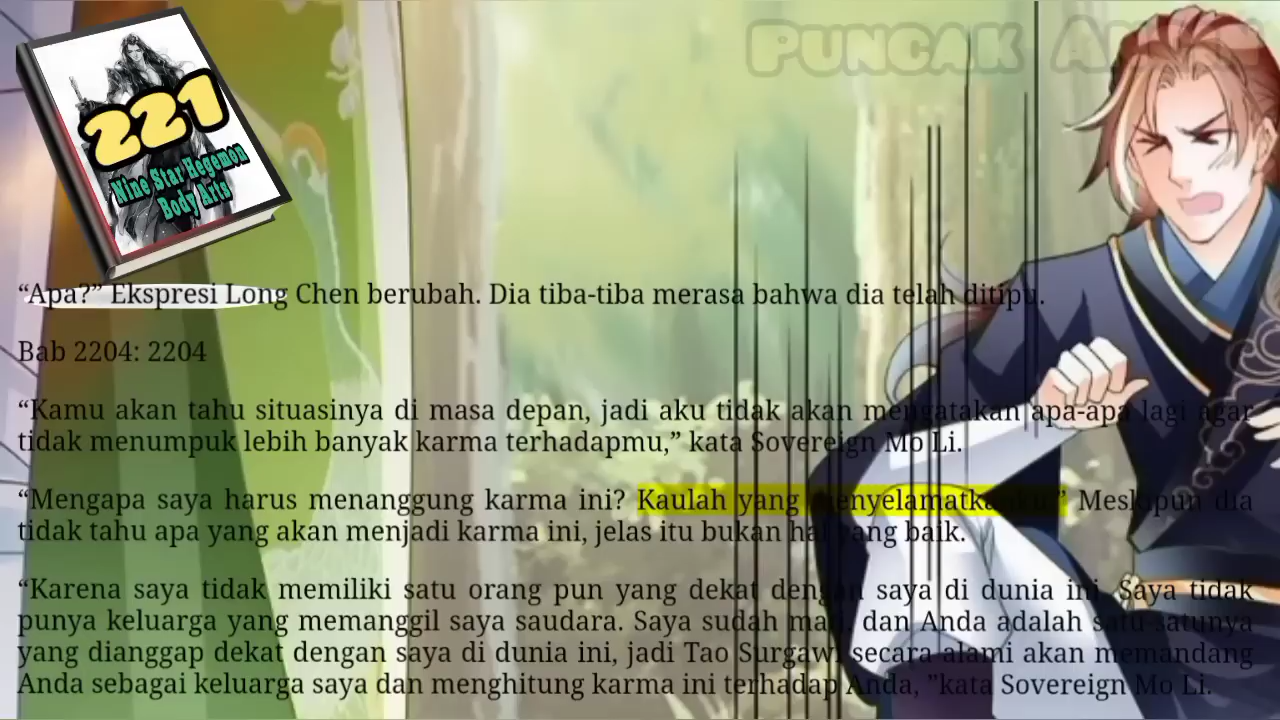 PUNCAK
221
Nine Star Hegemon
Body Arts
“Apa?” Ekspresi Long Chen berubah. Dia tiba-tiba merasa bahwa dia telah ditipu.
Bab 2204: 2204
“Kamu akan tahu situasinya di masa depan, jadi aku tidak akan mengatakan apa-apa lagi agar
tidak menumpuk lebih banyak karma terhadapmu,” kata Sovereign Mo Li.
“Mengapa saya harus menanggung karma ini? Kaulah yang menyelamatkanku!” Meskipun dia
tidak tahu apa yang akan menjadi karma ini, jelas itu bukan hal yang baik.
“Karena saya tidak memiliki satu orang pun yang dekat dengan saya di dunia ini. Saya tidak
punya keluarga yang memanggil saya saudara. Saya sudah mati, dan Anda adalah satu-satunya
yang dianggap dekat dengan saya di dunia ini, jadi Tao Surgawi secara alami akan memandang
Anda sebagai keluarga saya dan menghitung karma ini terhadap Anda, ”kata Sovereign Mo Li.